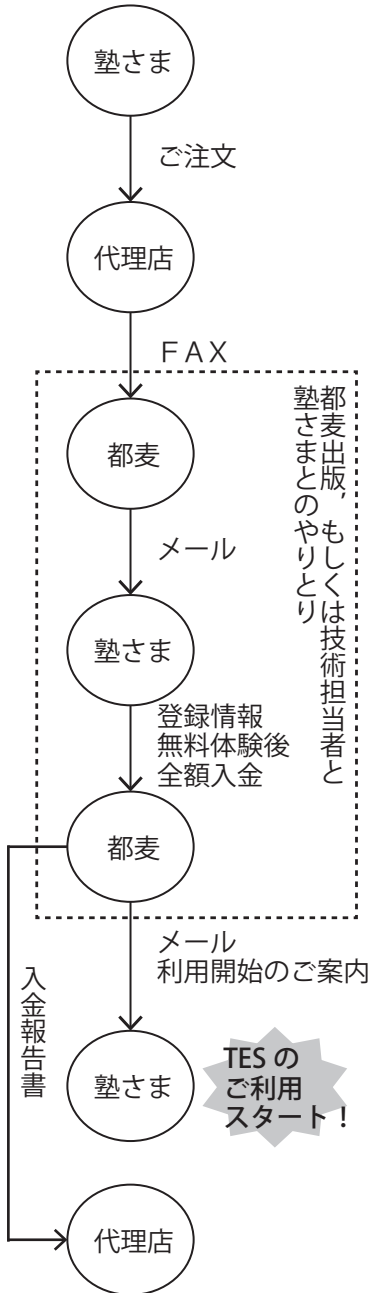 塾さま
ご注文
代理店
ＦＡＸ
都麦出版，もしくは技術担当者と
塾さまとのやりとり
都麦
メール
塾さま
登録情報
無料体験後
全額入金
都麦
メール
利用開始のご案内
入金報告書
塾さま
TES の
ご利用
スタート！
代理店